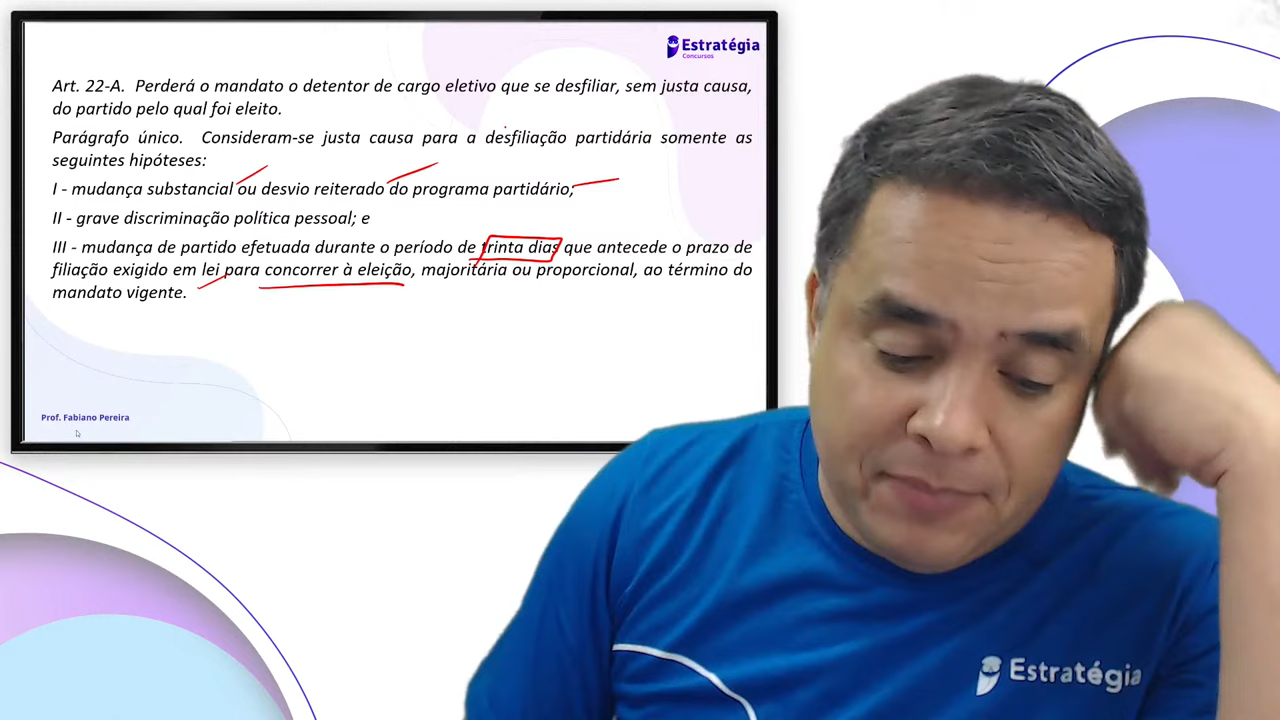 Estratégia
Concursos
Art. 22-A. Perderá o mandato o detentor de cargo eletivo que se desfiliar, sem justa causa,
do partido pelo qual foi eleito.
Parágrafo único. Consideram-se justa causa para a desfiliação partidária somente as
seguintes hipóteses:
I - mudança substancial ou desvio reiterado do programa partidário;
II - grave discriminação política pessoal; e
III - mudança de partido efetuada durante o período de trinta dias que antecede o prazo de
filiação exigido em lei para concorrer à eleição, majoritária ou proporcional, ao término do
mandato vigente.
Prof. Fabiano Pereira
Estratégia